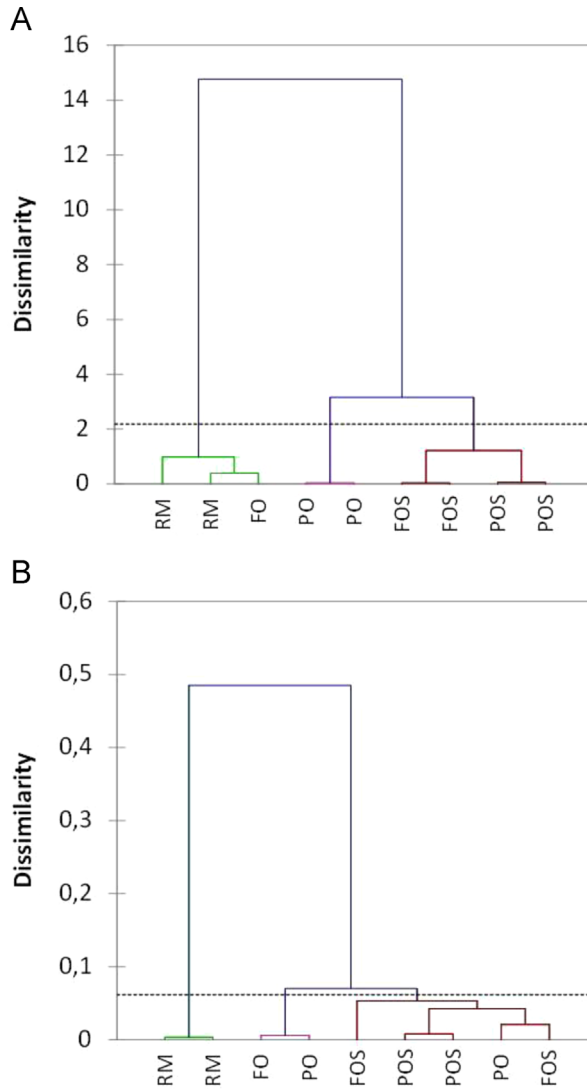 A
16
14
12
10
8
6
4
2
0
Dissimilarity
RM RM FO PO PO FOS FOS POS POS
B
0,6
0,5
0,4
0,3
0,2
0,1
0
Dissimilarity
RM RM FO PO FOS POS POS PO FOS